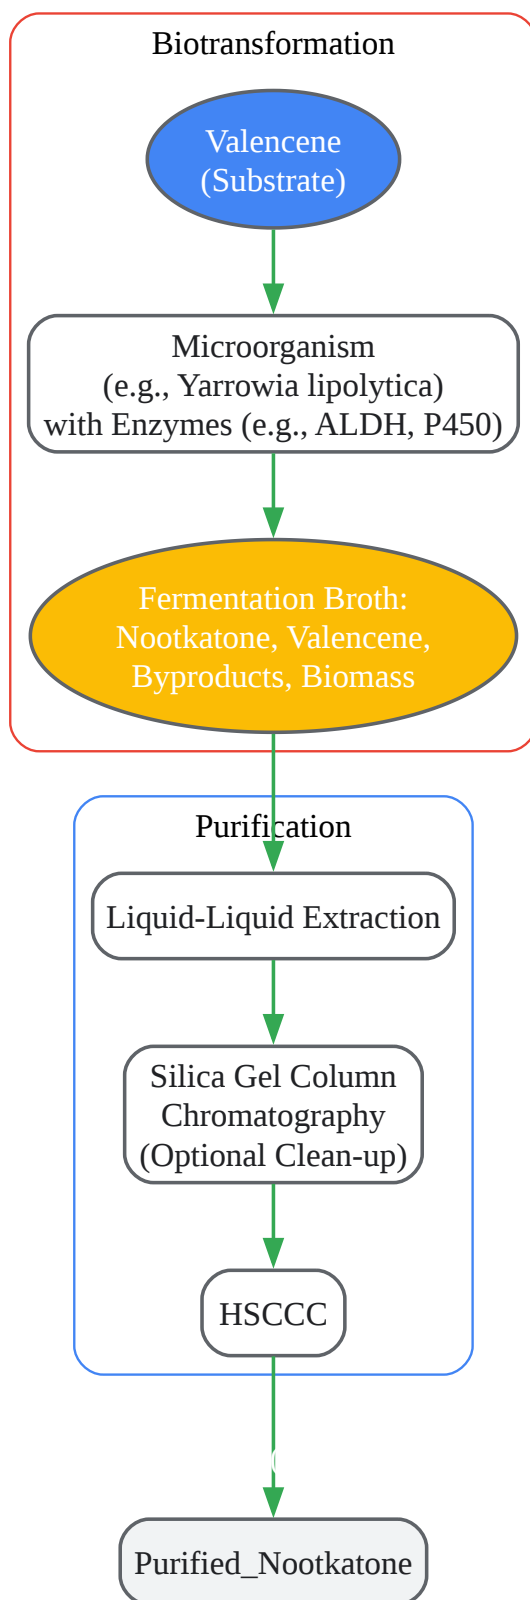 Biotransformation
Valencene
(Substrate)
Microorganism
(e.g., Yarrowia lipolytica)
with Enzymes (e.g., ALDH, P450)
Fermentation Broth:
Nootkatone, Valencene,
Byproducts, Biomass
Purification
Liquid-Liquid Extraction
Silica Gel Column
Chromatography
(Optional Clean-up)
HSCCC
Purified_Nootkatone